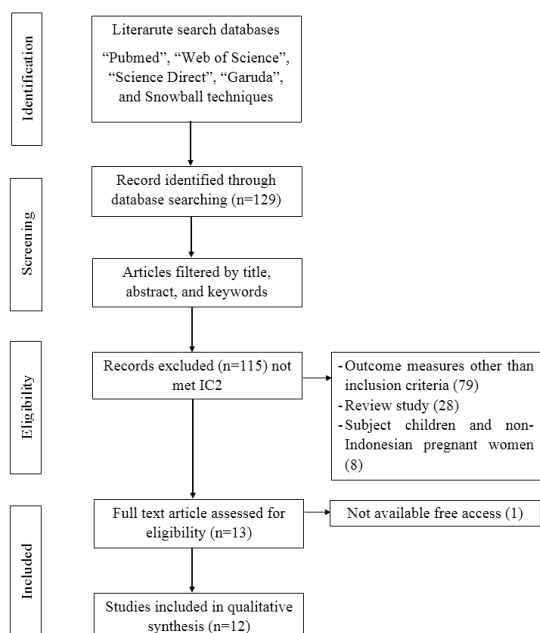 Identification
Literarute search databases
“Pubmed”, “Web of Science”,
“Science Direct”, “Garuda”,
and Snowball techniques
Screening
Record identified through
database searching (n=129)
Articles filtered by title,
abstract, and keywords
Eligibility
Records excluded (n=115) not
met IC2
-Outcome measures other than
inclusion criteria (79)
-Review study (28)
-Subject children and non-
Indonesian pregnant women
(8)
Included
Full text article assessed for
eligibility (n=13)
Not available free access (1)
Studies included in qualitative
synthesis (n=12)